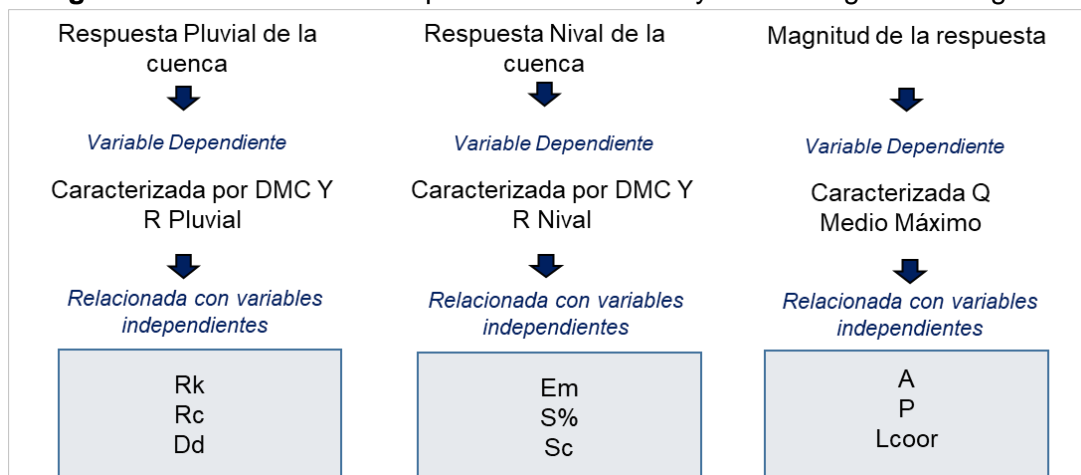 Respuesta Pluvial de la
cuenca
Variable Dependiente
Caracterizada por DMC Y
R Pluvial
Relacionada con variables
independientes
Rk
Rc
Dd
Respuesta Nival de la
cuenca
Variable Dependiente
Caracterizada por DMC Y
R Nival
Relacionada con variables
independientes
Em
S%
Sc
Magnitud de la respuesta
Variable Dependiente
Caracterizada Q
Medio Máximo
Relacionada con variables
independientes
A
P
Lcoor